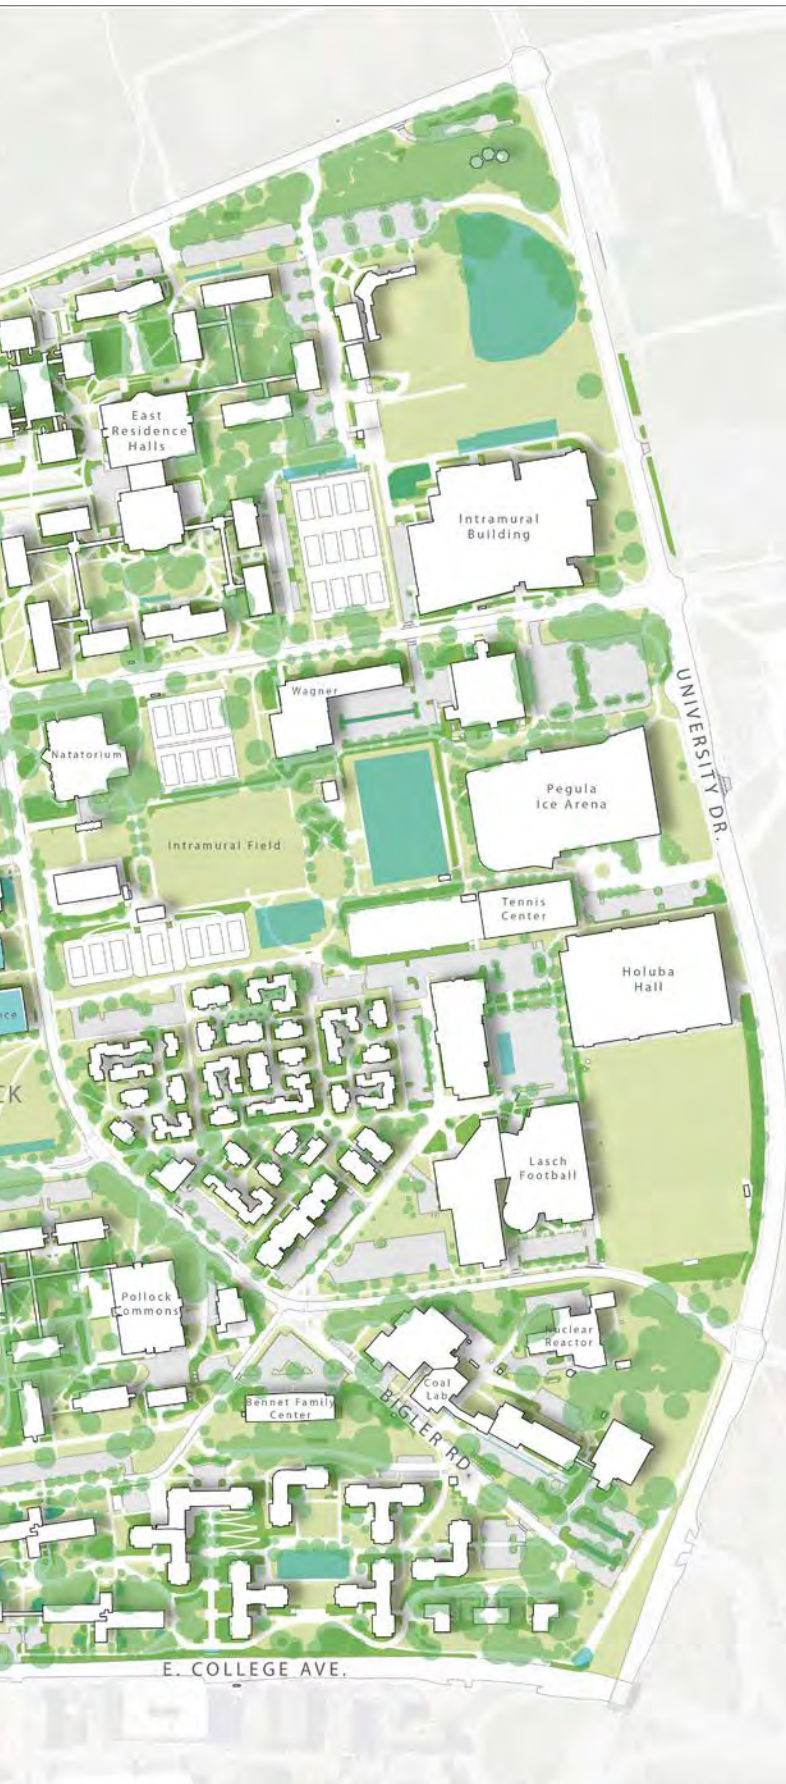 East
Residence
Halls
Intramural
Building
Wagner
UNIVERSITY DR.
Natatorium
Pegula
Ice Arena
Intramural Field
Tennis
Center
Holuba
Hall
nce
CK
Lasch
Football
Pollock
ommons
Nuclear
Reactor
Coal
Lab
Bennet Family
Center
BIGLER RD
E. COLLEGE AVE.